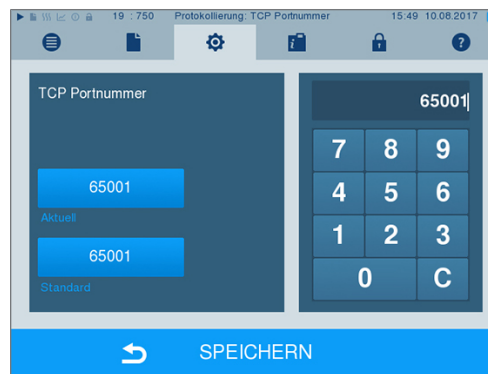 19 : 750 Protokollierung: TCP Portnummer 15:49 10.08.2017
i ?
TCP Portnummer
65001
Aktuell
65001
Standard
65001
7 8 9
4 5 6
1 2 3
0 C
SPEICHERN